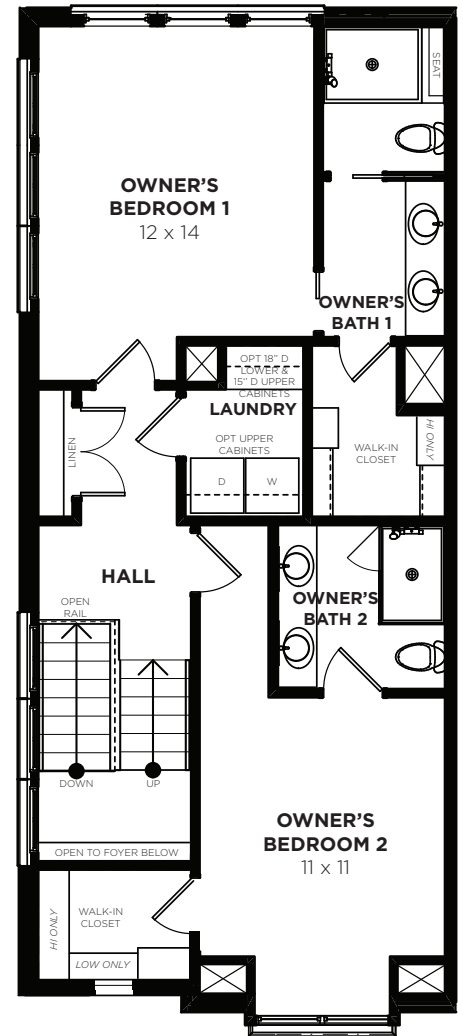 SEAT
OWNER'S
BEDROOM 1
12 x 14
OWNER'S
BATH 1
OPT 18" D
LOWER &
15" D UPPER
CABINETS
LAUNDRY
OPT UPPER
CABINETS
D
W
LINEN
WALK-IN
CLOSET
HI ONLY
HALL
OPEN
RAIL
OWNER'S
BATH 2
DOWN
UP
OWNER'S
BEDROOM 2
11 x 11
OPEN TO FOYER BELOW
WALK-IN
CLOSET
HI ONLY
LOW ONLY